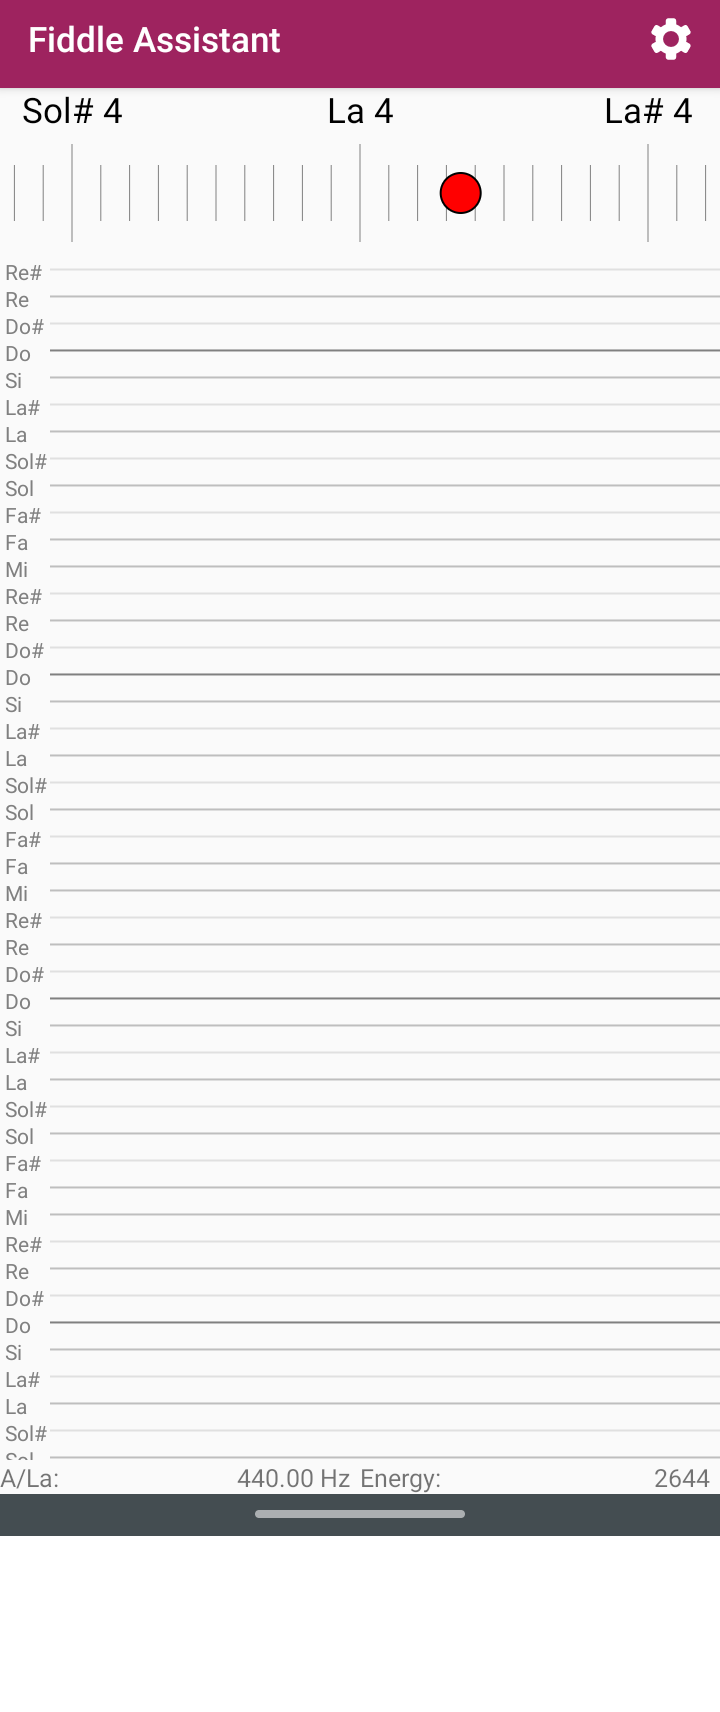 Fiddle Assistant
Sol# 4 La 4 La# 4
Re#
Re
Do#
Do
Si
La#
La
Sol#
Sol
Fa#
Fa
Mi
Re#
Re
Do#
Do
Si
La#
La
Sol#
Sol
Fa#
Fa
Mi
Re#
Re
Do#
Do
Si
La#
La
Sol#
Sol
Fa#
Fa
Mi
Re#
Re
Do#
Do
Si
La#
La
Sol#
Sol
A/La: 440.00 Hz Energy: 2644